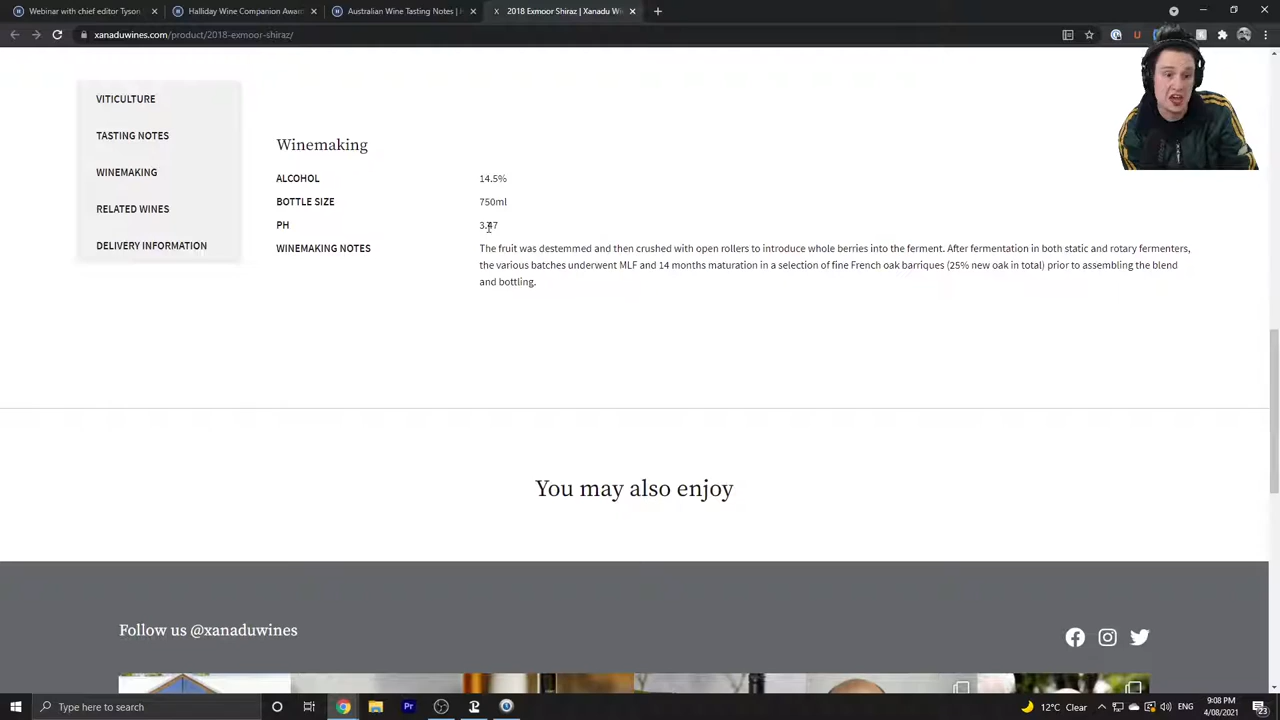 Webinar with chief editor Tyson
Halliday Wine Companion Awar
Australian Wine Tasting Notes | 
2018 Exmoor Shiraz | Xanadu Wi
xanaduwines.com/product/2018-exmoor-shiraz/
VITICULTURE
TASTING NOTES
WINEMAKING
RELATED WINES
DELIVERY INFORMATION
Winemaking
ALCOHOL 14.5%
BOTTLE SIZE 750ml
PH
WINEMAKING NOTES The fruit was destemmed and then crushed with open rollers to introduce whole berries into the ferment. After fermentation in both static and rotary fermenters,
the various batches underwent MLF and 14 months maturation in a selection of fine French oak barriques (25% new oak in total) prior to assembling the blend
and bottling.
You may also enjoy
Follow us @xanaduwines
Type here to search
Pr
12°C Clear
9:08 PM
4/08/2021
23